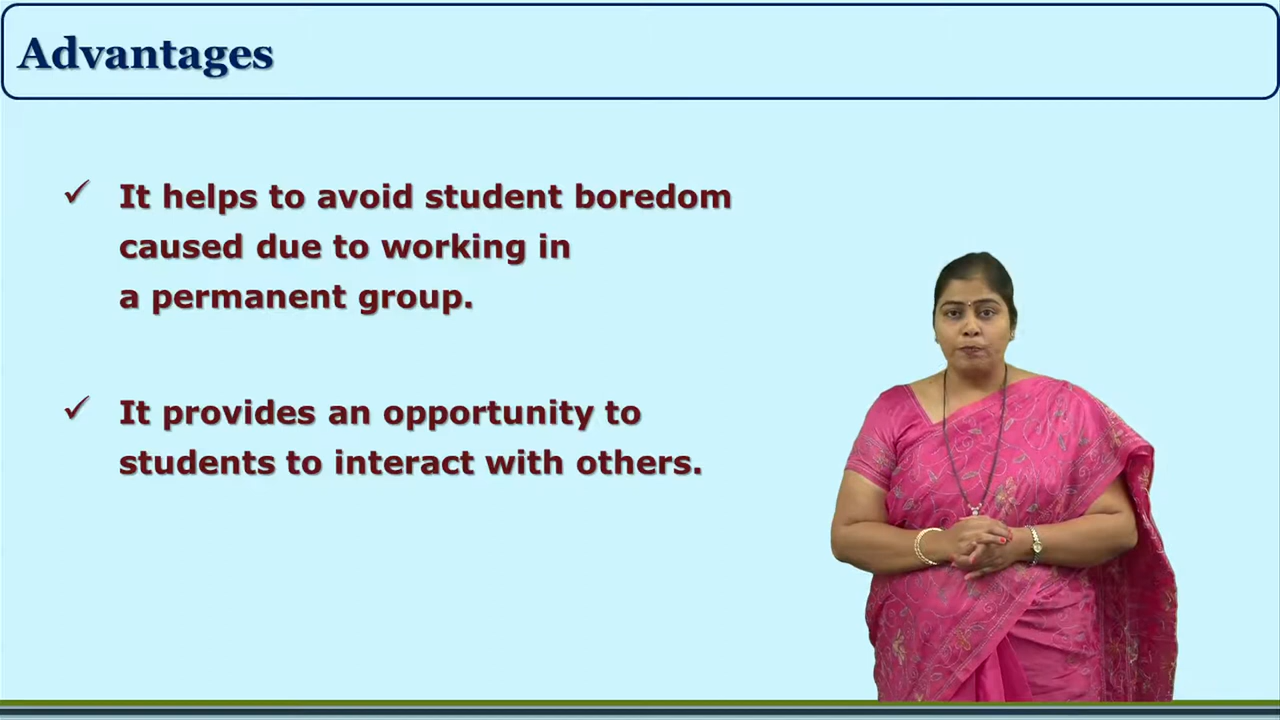 Advantages
✓ It helps to avoid student boredom
caused due to working in
a permanent group.
✓ It provides an opportunity to
students to interact with others.